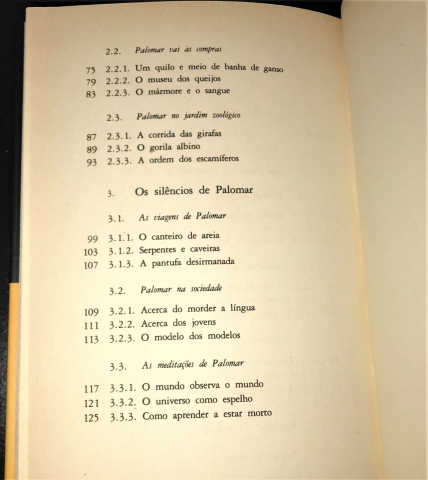 2.2. Palomar vai às compras
75 2.2.1. Um quilo e meio de banha de ganso
79 2.2.2. O museu dos queijos
83 2.2.3. O mármore e o sangue
2.3. Palomar no jardim zoológico
87 2.3.1. A corrida das girafas
89 2.3.2. O gorila albino
93 2.3.3. A ordem dos escamíferos
3. Os silêncios de Palomar
3.1. As viagens de Palomar
99 3.1.1. O canteiro de areia
103 3.1.2. Serpentes e caveiras
107 3.1.3. A pantufa desirmanada
3.2. Palomar na sociedade
109 3.2.1. Acerca do morder a língua
111 3.2.2. Acerca dos jovens
113 3.2.3. O modelo dos modelos
3.3. As meditações de Palomar
117 3.3.1. O mundo observa o mundo
121 3.3.2. O universo como espelho
125 3.3.3. Como aprender a estar morto